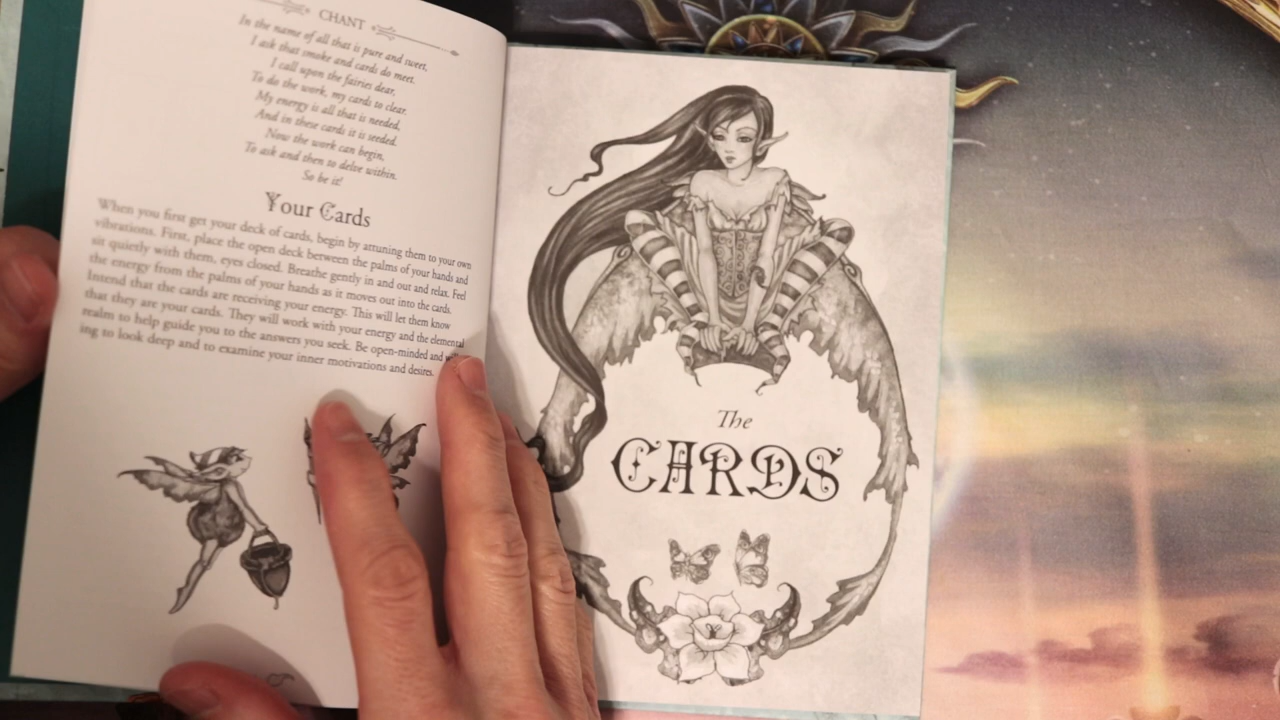 CHANT
In the name of all that is pure and sweet,
I ask that smoke and cards do meet.
I call upon the fairies dear,
To do the work, my cards to clear.
My energy is all that is needed,
And in these cards it is seeded.
Now the work can begin,
To ask and then to delve within.
So be it!
Your Cards
When you first get your deck of cards, begin by attuning them to your own
vibrations. First, place the open deck between the palms of your hands and
sit quietly with them, eyes closed. Breathe gently in and out and relax. Feel
the energy from the palms of your hands as it moves out into the cards.
Intend that the cards are receiving your energy. This will let them know
that they are your cards. They will work with your energy and the elemental
realm to help guide you to the answers you seek. Be open-minded and
ing to look deep and to examine your inner motivations and desires.
The
CARDS